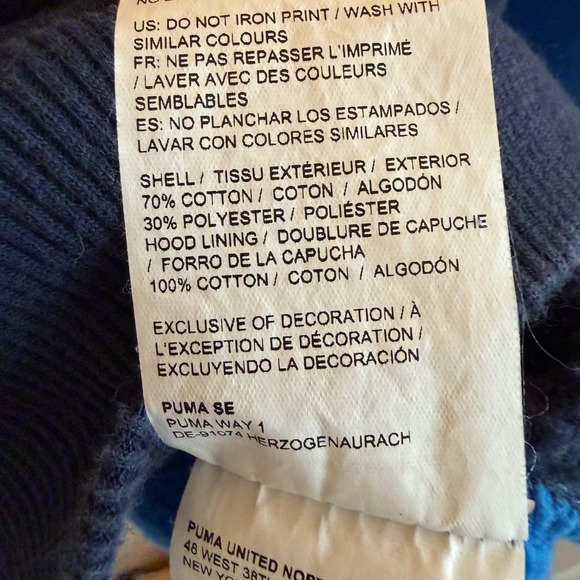 US: DO NOT IRON PRINT / WASH WITH
SIMILAR COLOURS
FR: NE PAS REPASSER L'IMPRIMÉ
/ LAVER AVEC DES COULEURS
SEMBLABLES
ES: NO PLANCHAR LOS ESTAMPADOS /
LAVAR CON COLORES SIMILARES
SHELL / TISSU EXTÉRIEUR / EXTERIOR
70% COTTON / COTON / ALGODÓN
30% POLYESTER / POLIÉSTER
HOOD LINING / DOUBLURE DE CAPUCHE
/ FORRO DE LA CAPUCHA
100% COTTON / COTON / ALGODÓN
EXCLUSIVE OF DECORATION / À
L'EXCEPTION DE DÉCORATION /
EXCLUYENDO LA DECORACIÓN
PUMA SE
PUMA WAY 1
DE-91074 HERZOGENAURACH
PUMA UNITED
48 WEST
NEW